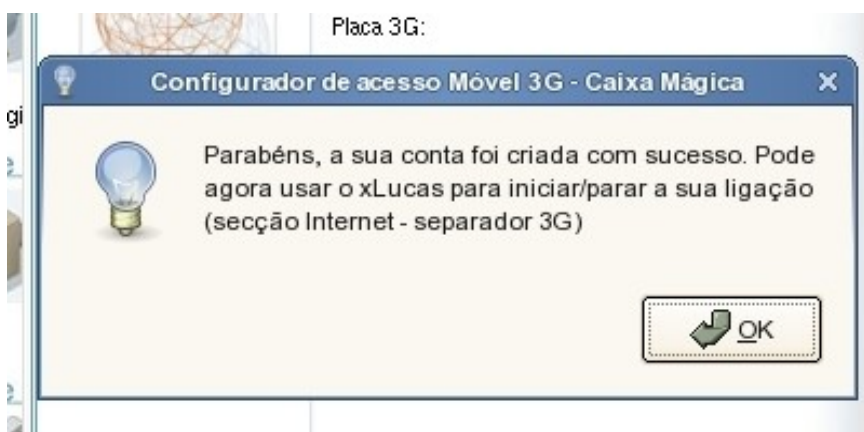 Placa 3G:
Configurador de acesso Móvel 3G - Caixa Mágica
gi
Parabéns, a sua conta foi criada com sucesso. Pode
agora usar o xLucas para iniciar/parar a sua ligação
(secção Internet - separador 3G)
OK